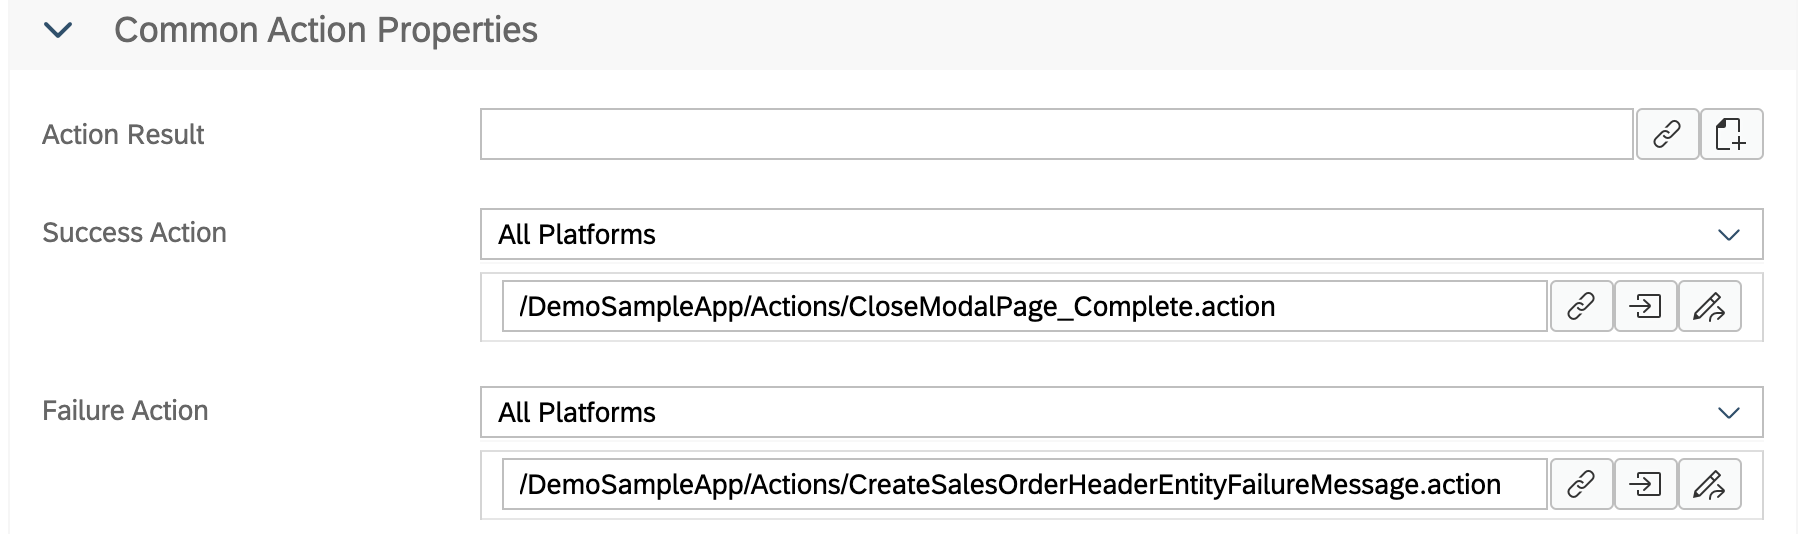 Common Action Properties
Action Result
Success Action
All Platforms
/DemoSampleApp/Actions/CloseModalPage_Complete.action
Failure Action
All Platforms
/DemoSampleApp/Actions/CreateSalesOrderHeaderEntityFailureMessage.action